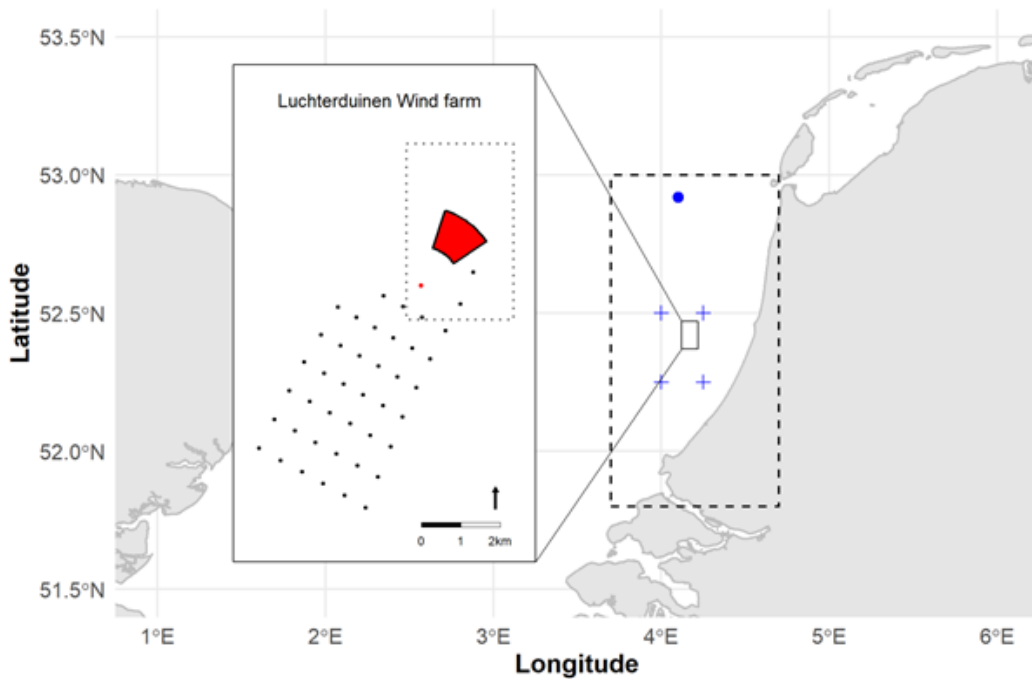 53.5°N
53.0°N
52.5°N
52.0°N
51.5°N
Latitude
Luchterduinen Wind farm
0 1 2km
1°E 2°E 3°E 4°E 5°E 6°E
Longitude